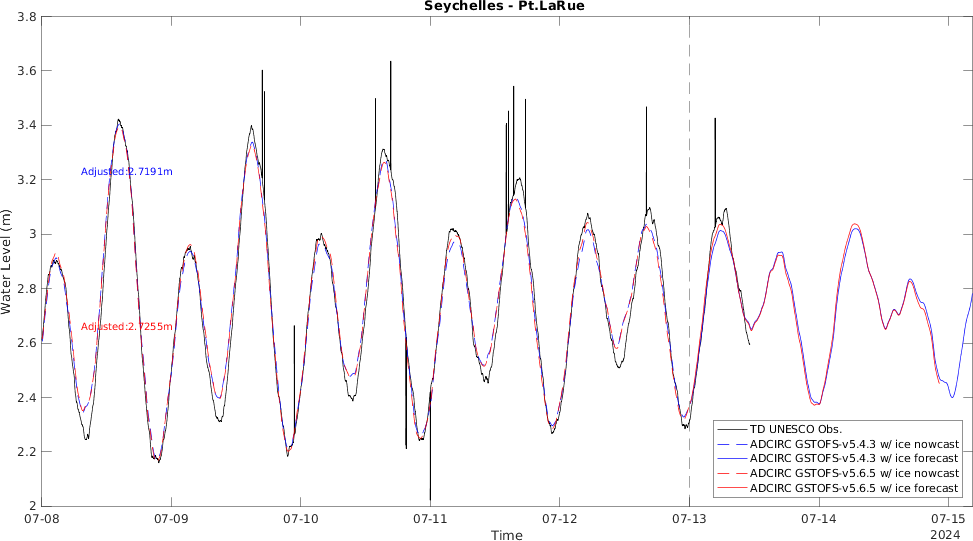 Seychelles - Pt.LaRue
3.8
3.6
3.4
3.2
3
2.8
2.6
2.4
2.2
2
Water Level (m)
Adjusted:2.7191m
Adjusted:2.7255m
TD UNESCO Obs.
ADCIRC GSTOFS-v5.4.3 w/ ice nowcast
ADCIRC GSTOFS-v5.4.3 w/ ice forecast
ADCIRC GSTOFS-v5.6.5 w/ ice nowcast
ADCIRC GSTOFS-v5.6.5 w/ ice forecast
07-08 07-09 07-10 07-11 07-12 07-13 07-14 07-15
Time 2024